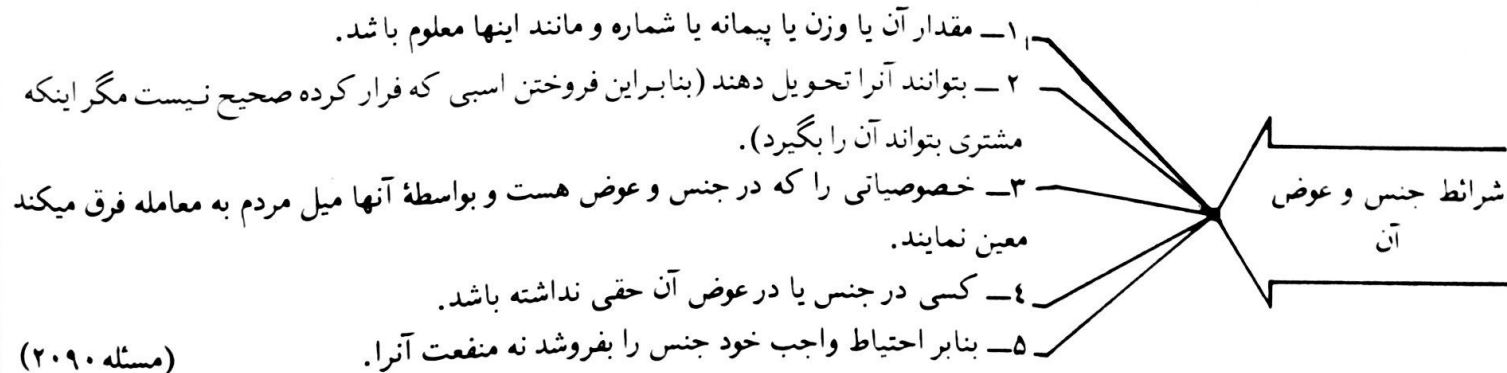 شرائط جنس و عوض
آن
۱ــ مقدار آن یا وزن یا پیمانه یا شماره و مانند اینها معلوم باشد.
۲ ــ بتوانند آنرا تحویل دهند (بنابراین فروختن اسبی که فرار کرده صحیح نیست مگر اینکه
مشتری بتواند آن را بگیرد).
۳ــ خصوصیاتی را که در جنس و عوض هست و بواسطهٔ آنها میل مردم به معامله فرق میکند
معین نمایند.
٤ــ کسی در جنس یا در عوض آن حقی نداشته باشد.
۵ــ بنابر احتیاط واجب خود جنس را بفروشد نه منفعت آنرا. (مسئله ۲۰۹۰)